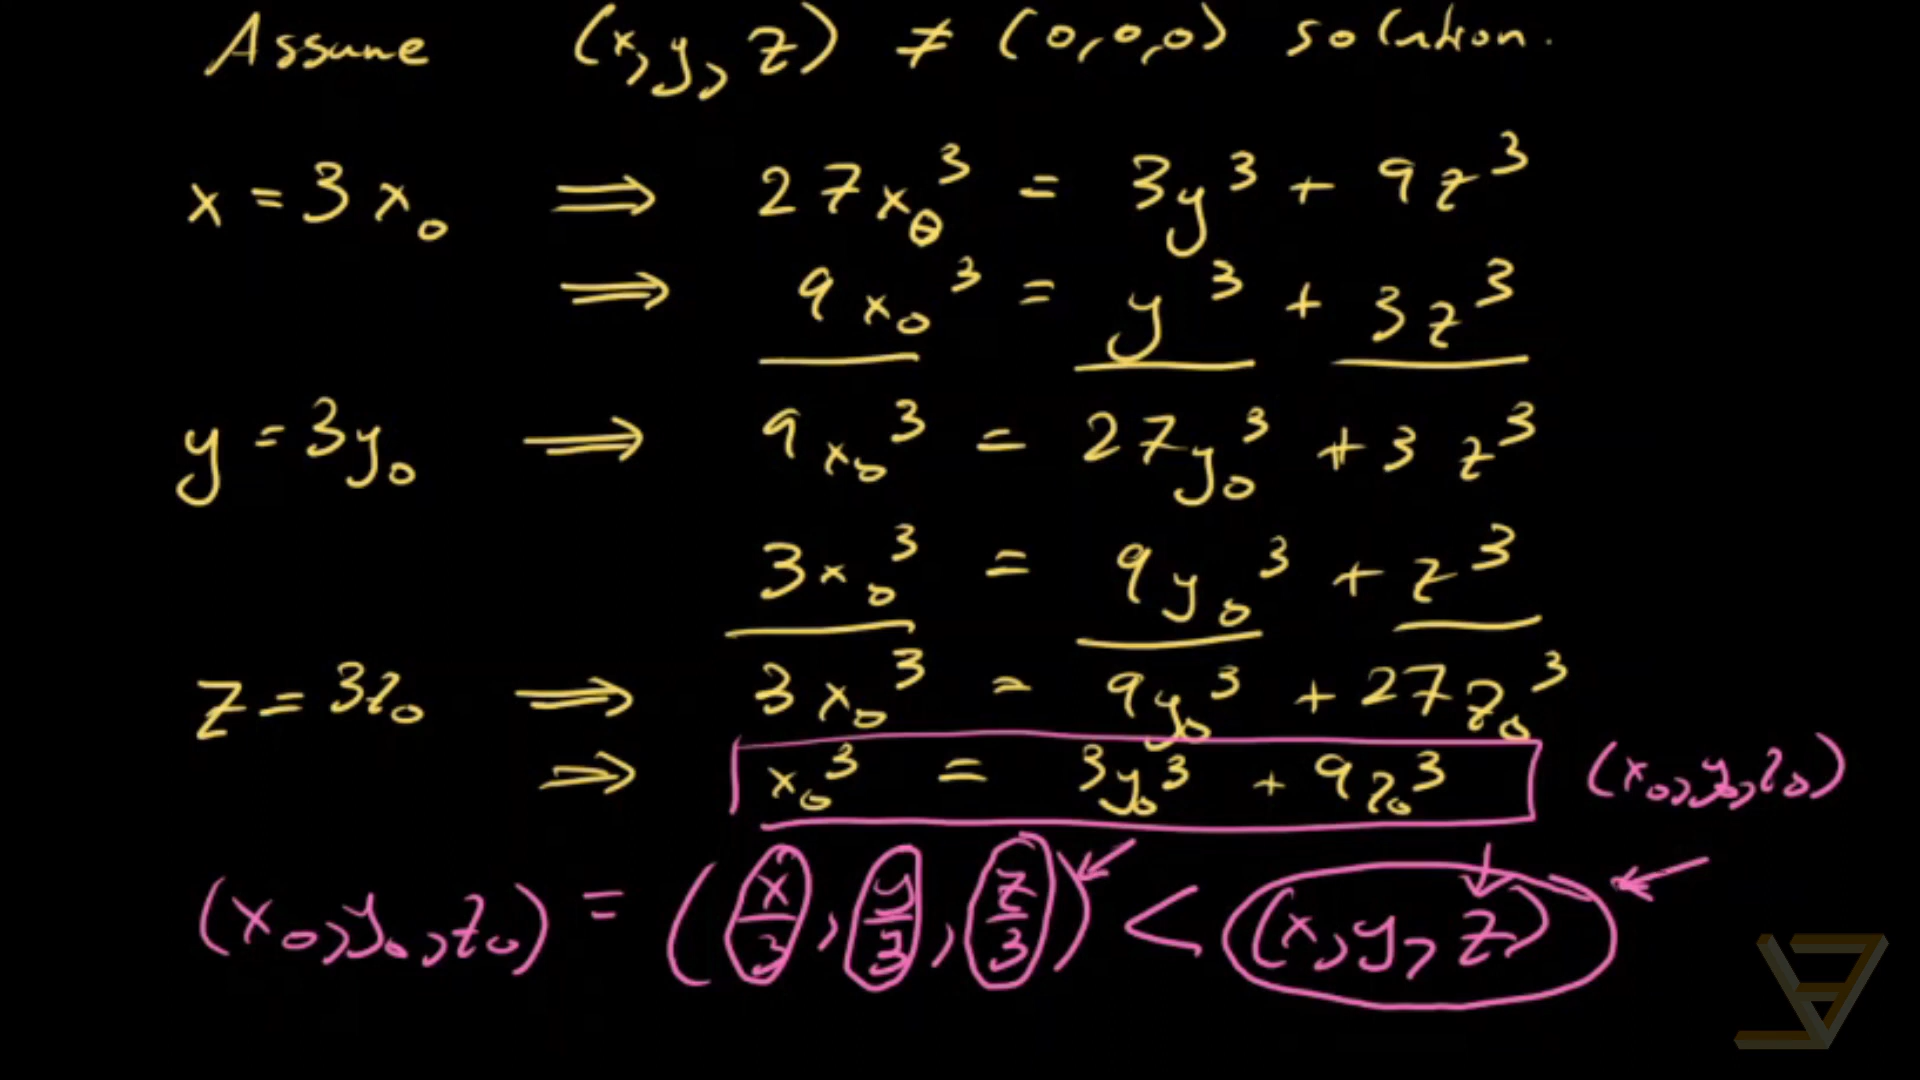 Assume (x,y,z) ≠ (0,0,0) solution.
x = 3x₀ ⟹ 27x₀³ = 3y³ + 9z³
⟹ 9x₀³ = y³ + 3z³
y = 3y₀ ⟹ 9x₀³ = 27y₀³ + 3z³
3x₀³ = 9y₀³ + z³
z = 3z₀ ⟹ 3x₀³ = 9y₀³ + 27z₀³
⟹ x₀³ = 3y₀³ + 9z₀³ (x₀,y₀,z₀)
(x₀,y₀,z₀) = (x/3, y/3, z/3) < (x,y,z)